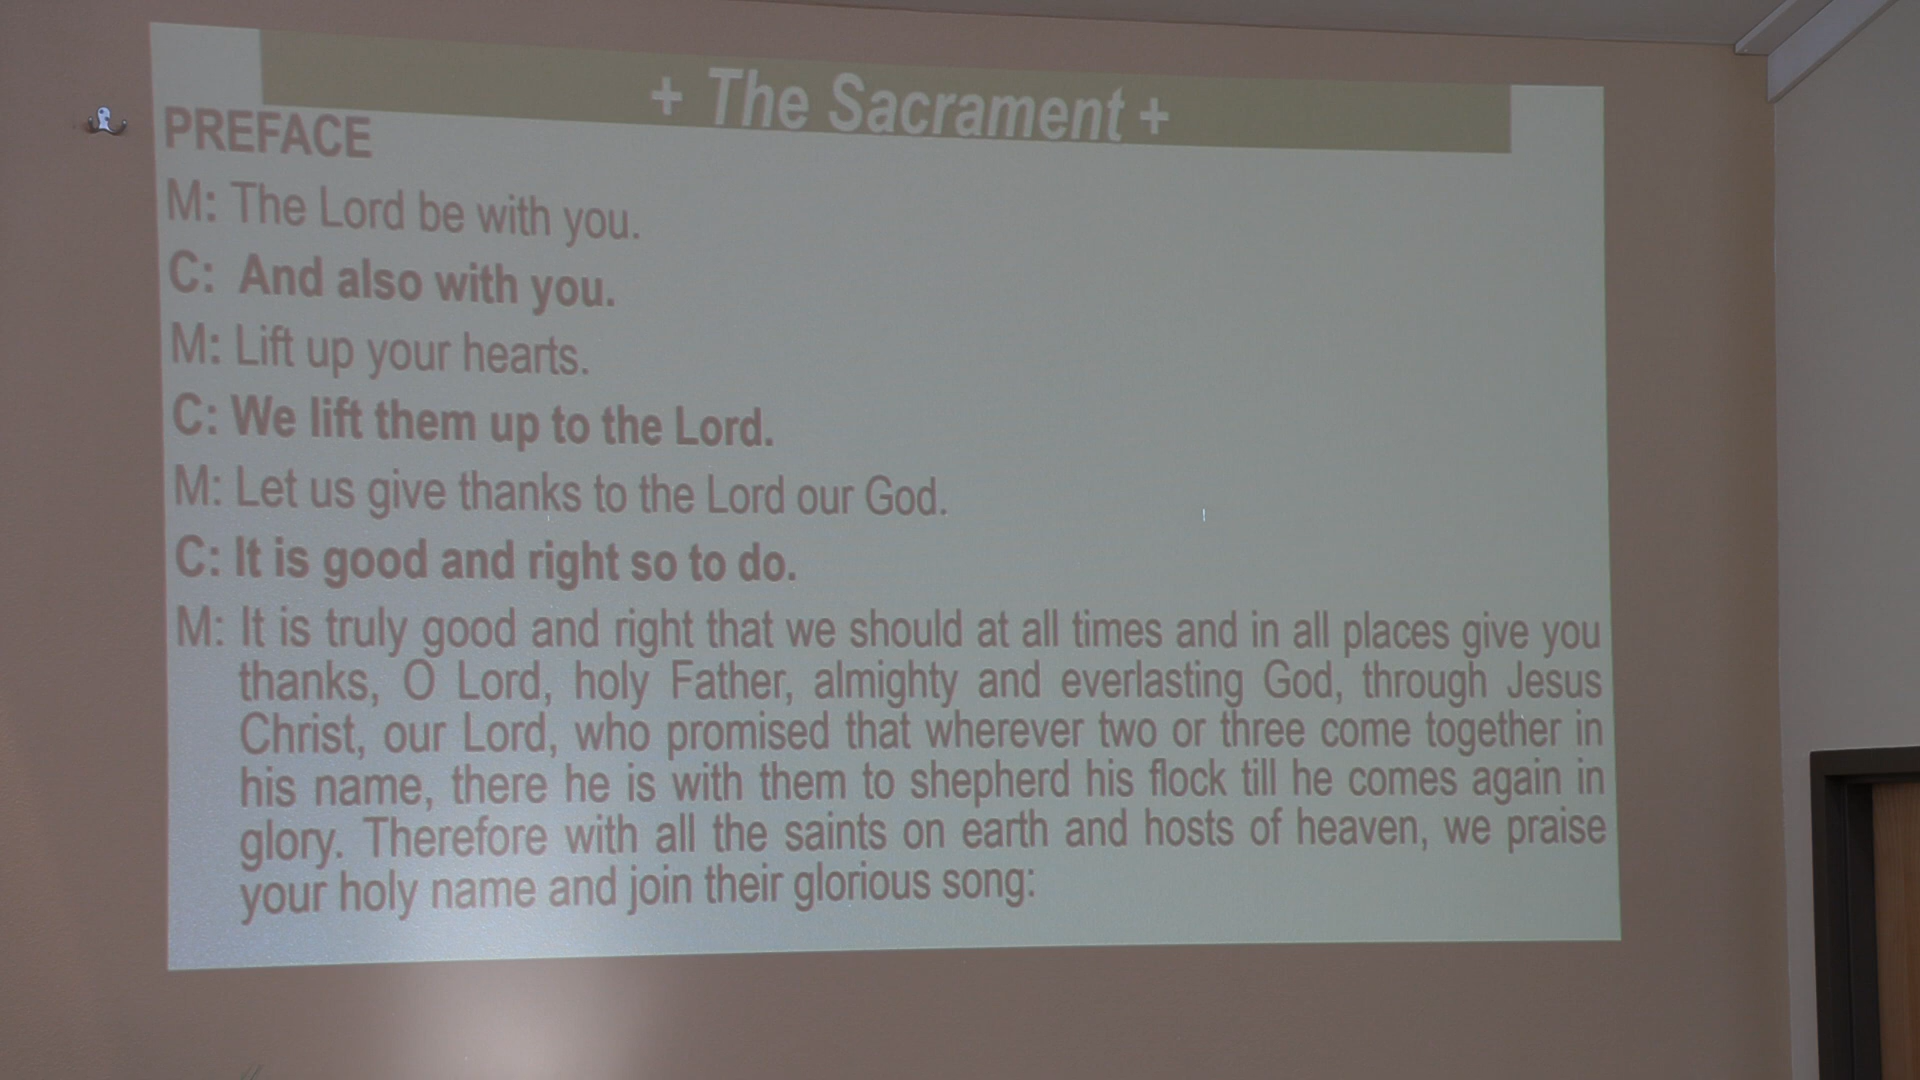 + The Sacrament +
PREFACE
M: The Lord be with you.
C: And also with you.
M: Lift up your hearts.
C: We lift them up to the Lord.
M: Let us give thanks to the Lord our God.
C: It is good and right so to do.
M: It is truly good and right that we should at all times and in all places give you
thanks, O Lord, holy Father, almighty and everlasting God, through Jesus
Christ, our Lord, who promised that wherever two or three come together in
his name, there he is with them to shepherd his flock till he comes again in
glory. Therefore with all the saints on earth and hosts of heaven, we praise
your holy name and join their glorious song: